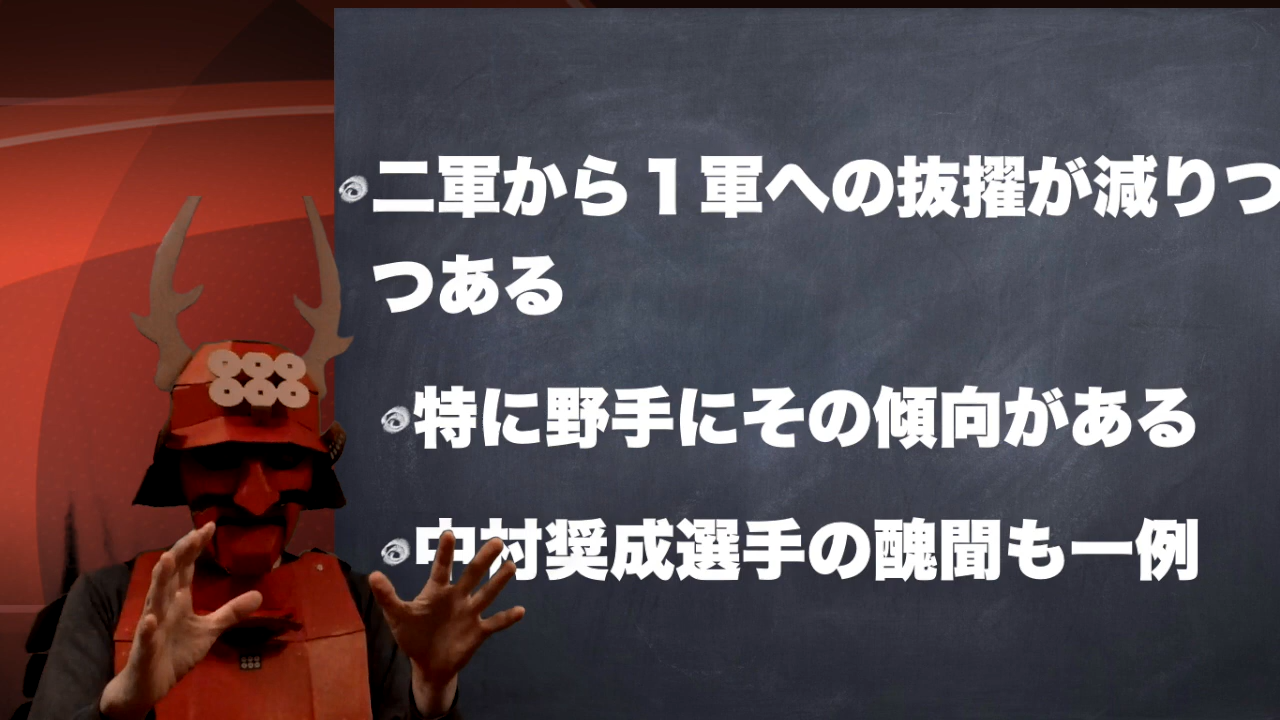 二軍から１軍への抜擢が減りつ
つある
特に野手にその傾向がある
中村奨成選手の醜聞も一例